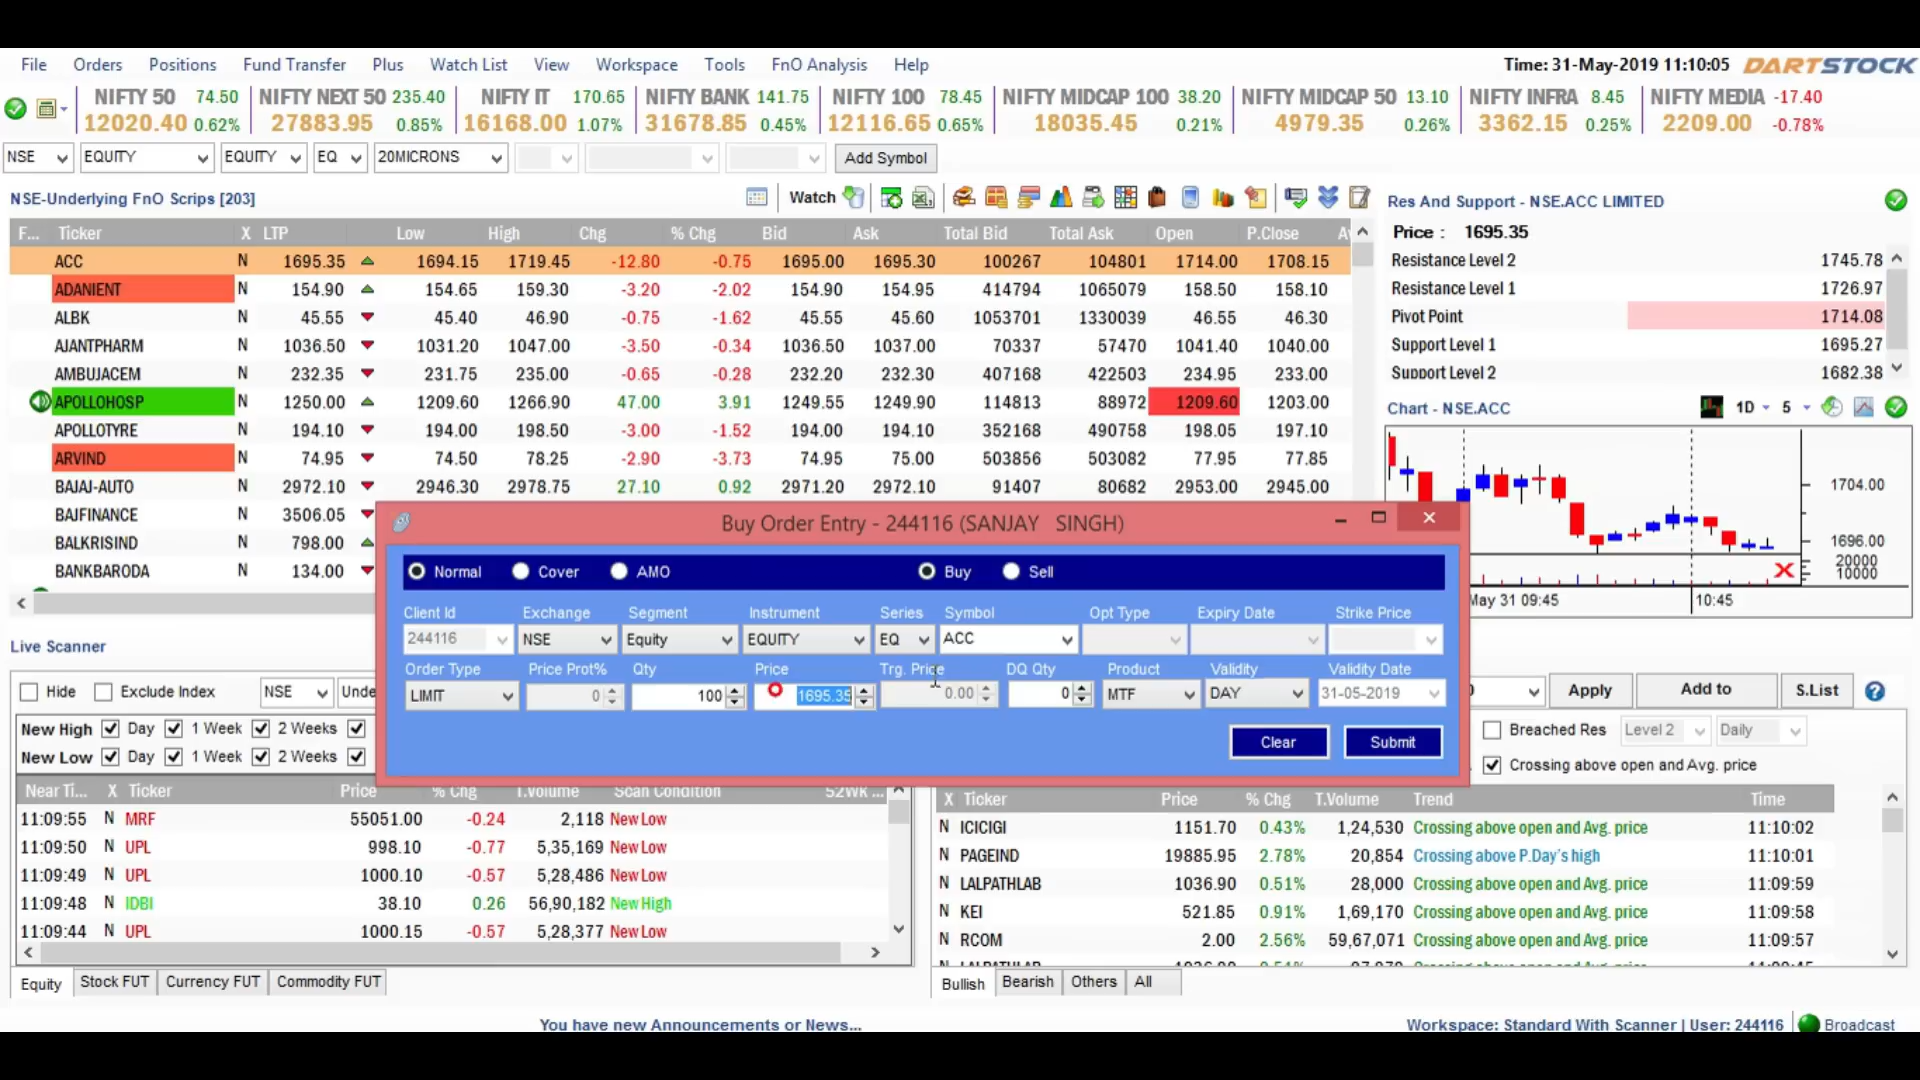 File Orders Positions Fund Transfer Plus Watch List View Workspace Tools FnO Analysis Help Time: 31-May-2019 11:10:05 DARTSTOCK
NIFTY 50 74.50 NIFTY NEXT 50 235.40 NIFTY IT 170.65 NIFTY BANK 141.75 NIFTY 100 78.45 NIFTY MIDCAP 100 38.20 NIFTY MIDCAP 50 13.10 NIFTY INFRA 8.45 NIFTY MEDIA -17.40
12020.40 0.62% 27883.95 0.85% 16168.00 1.07% 31678.85 0.45% 12116.65 0.65% 18035.45 0.21% 4979.35 0.26% 3362.15 0.25% 2209.00 -0.78%
NSE EQUITY EQUITY EQ 20MICRONS Add Symbol
NSE-Underlying FnO Scrips [203] Watch
F... Ticker X LTP Low High Chg % Chg Bid Ask Total Bid Total Ask Open P.Close
ACC N 1695.35 1694.15 1719.45 -12.80 -0.75 1695.00 1695.30 100267 104801 1714.00 1708.15
ADANIENT N 154.90 154.65 159.30 -3.20 -2.02 154.90 154.95 414794 1065079 158.50 158.10
ALBK N 45.55 45.40 46.90 -0.75 -1.62 45.55 45.60 1053701 1330039 46.55 46.30
AJANTPHARM N 1036.50 1031.20 1047.00 -3.50 -0.34 1036.50 1037.00 70337 57470 1041.40 1040.00
AMBUJACEM N 232.35 231.75 235.00 -0.65 -0.28 232.20 232.30 407168 422503 234.95 233.00
APOLLOHOSP N 1250.00 1209.60 1266.90 47.00 3.91 1249.55 1249.90 114813 88972 1209.60 1203.00
APOLLOTYRE N 194.10 194.00 198.50 -3.00 -1.52 194.00 194.10 352168 490758 198.05 197.10
ARVIND N 74.95 74.50 78.25 -2.90 -3.73 74.95 75.00 503856 503082 77.95 77.85
BAJAJ-AUTO N 2972.10 2946.30 2978.75 27.10 0.92 2971.20 2972.10 91407 80682 2953.00 2945.00
BAJFINANCE N 3506.05
BALKRISIND N 798.00
BANKBARODA N 134.00
Res And Support - NSE.ACC LIMITED
Price : 1695.35
Resistance Level 2 1745.78
Resistance Level 1 1726.97
Pivot Point 1714.08
Support Level 1 1695.27
Support Level 2 1682.38
Chart - NSE.ACC 1D 5
1704.00
1696.00
20000
10000
May 31 09:45 10:45
Buy Order Entry - 244116 (SANJAY SINGH)
Normal Cover AMO Buy Sell
Client Id Exchange Segment Instrument Series Symbol Opt Type Expiry Date Strike Price
244116 NSE Equity EQUITY EQ ACC
Order Type Price Prot% Qty Price Trg. Price DQ Qty Product Validity Validity Date
LIMIT 0 100 1695.35 0.00 0 MTF DAY 31-05-2019
Clear Submit
Live Scanner
Hide Exclude Index NSE Unde
New High Day 1 Week 2 Weeks
New Low Day 1 Week 2 Weeks
Near Ti... X Ticker Price % Chg T.Volume Scan Condition 52Wk ...
11:09:55 N MRF 55051.00 -0.24 2,118 New Low
11:09:50 N UPL 998.10 -0.77 5,35,169 New Low
11:09:49 N UPL 1000.10 -0.57 5,28,486 New Low
11:09:48 N IDBI 38.10 0.26 56,90,182 New High
11:09:44 N UPL 1000.15 -0.57 5,28,377 New Low
Equity Stock FUT Currency FUT Commodity FUT
Apply Add to S.List
Breached Res Level 2 Daily
Crossing above open and Avg. price
X Ticker Price % Chg T.Volume Trend Time
N ICICIGI 1151.70 0.43% 1,24,530 Crossing above open and Avg. price 11:10:02
N PAGEIND 19885.95 2.78% 20,854 Crossing above P.Day's high 11:10:01
N LALPATHLAB 1036.90 0.51% 28,000 Crossing above open and Avg. price 11:09:59
N KEI 521.85 0.91% 1,69,170 Crossing above open and Avg. price 11:09:58
N RCOM 2.00 2.56% 59,67,071 Crossing above open and Avg. price 11:09:57
Bullish Bearish Others All
You have new Announcements or News... Workspace: Standard With Scanner | User: 244116 Broadcast